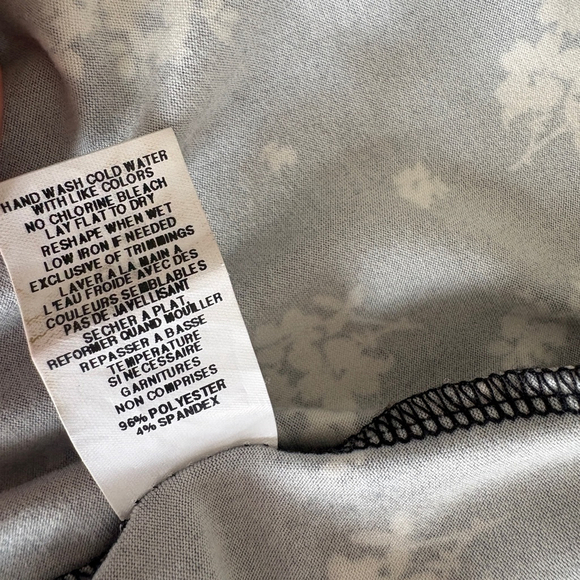 HAND WASH COLD WATER
WITH LIKE COLORS
NO CHLORINE BLEACH
LAY FLAT TO DRY
RESHAPE WHEN WET
LOW IRON IF NEEDED
EXCLUSIVE OF TRIMMINGS
LAVER A LA MAIN A
L'EAU FROIDE AVEC DES
COULEURS SEMBLABLES
PAS DE JAVELLISANT
SECHER A PLAT,
REFORMER QUAND MOUILLER
REPASSER A BASSE
TEMPERATURE
SI NECESSAIRE
GARNITURES
NON COMPRISES
96% POLYESTER
4% SPANDEX